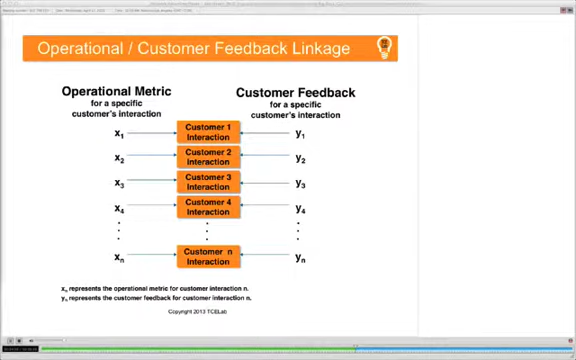 Operational / Customer Feedback Linkage
Operational Metric
for a specific
customer's interaction
Customer Feedback
for a specific
customer's interaction
x1
Customer 1
Interaction
y1
x2
Customer 2
Interaction
y2
x3
Customer 3
Interaction
y3
x4
Customer 4
Interaction
y4
xn
Customer n
Interaction
yn
xn represents the operational metric for customer interaction n.
yn represents the customer feedback for customer interaction n.
Copyright 2013 TCELab